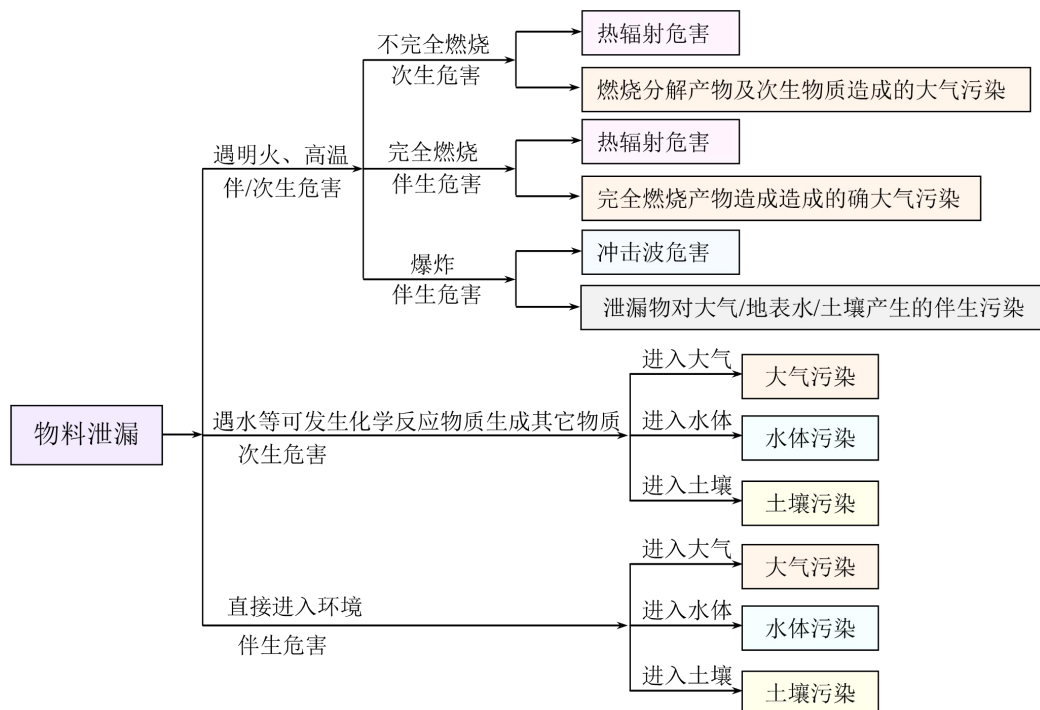 不完全燃烧
次生危害
热辐射危害
燃烧分解产物及次生物质造成的大气污染
遇明火、高温
伴/次生危害
完全燃烧
伴生危害
热辐射危害
完全燃烧产物造成造成的确大气污染
爆炸
伴生危害
冲击波危害
泄漏物对大气/地表水/土壤产生的伴生污染
物料泄漏
遇水等可发生化学反应物质生成其它物质
次生危害
进入大气
大气污染
进入水体
水体污染
进入土壤
土壤污染
直接进入环境
伴生危害
进入大气
大气污染
进入水体
水体污染
进入土壤
土壤污染